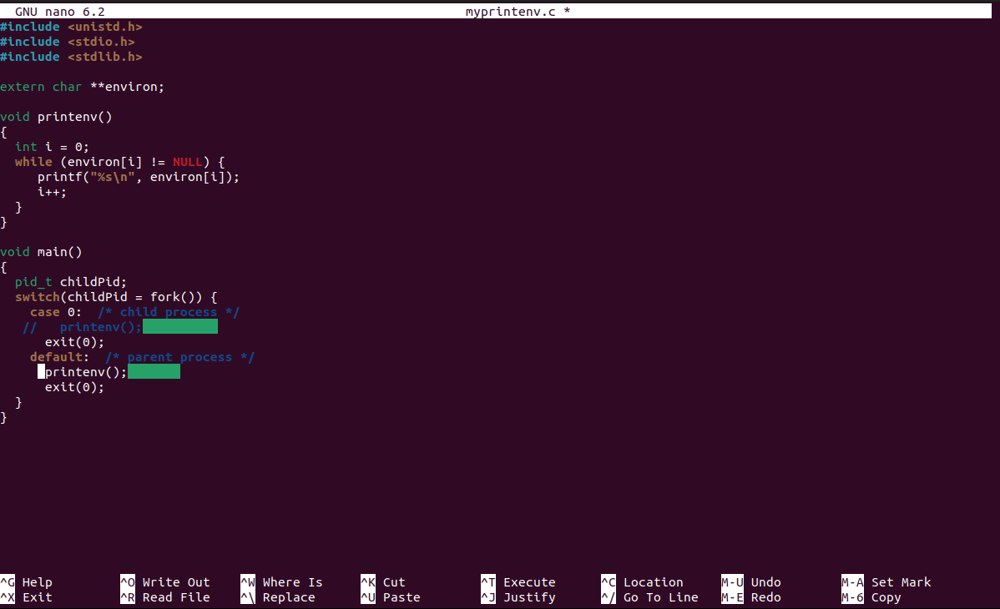 GNU nano 6.2 myprintenv.c *
#include <unistd.h>
#include <stdio.h>
#include <stdlib.h>
extern char **environ;
void printenv()
{
  int i = 0;
  while (environ[i] != NULL) {
     printf("%s\n", environ[i]);
     i++;
  }
}
void main()
{
  pid_t childPid;
  switch(childPid = fork()) {
    case 0:  /* child process */
   //   printenv();
      exit(0);
    default:  /* parent process */
      printenv();
      exit(0);
  }
}
^G Help ^O Write Out ^W Where Is ^K Cut ^T Execute ^C Location M-U Undo M-A Set Mark
^X Exit ^R Read File ^\ Replace ^U Paste ^J Justify ^/ Go To Line M-E Redo M-6 Copy